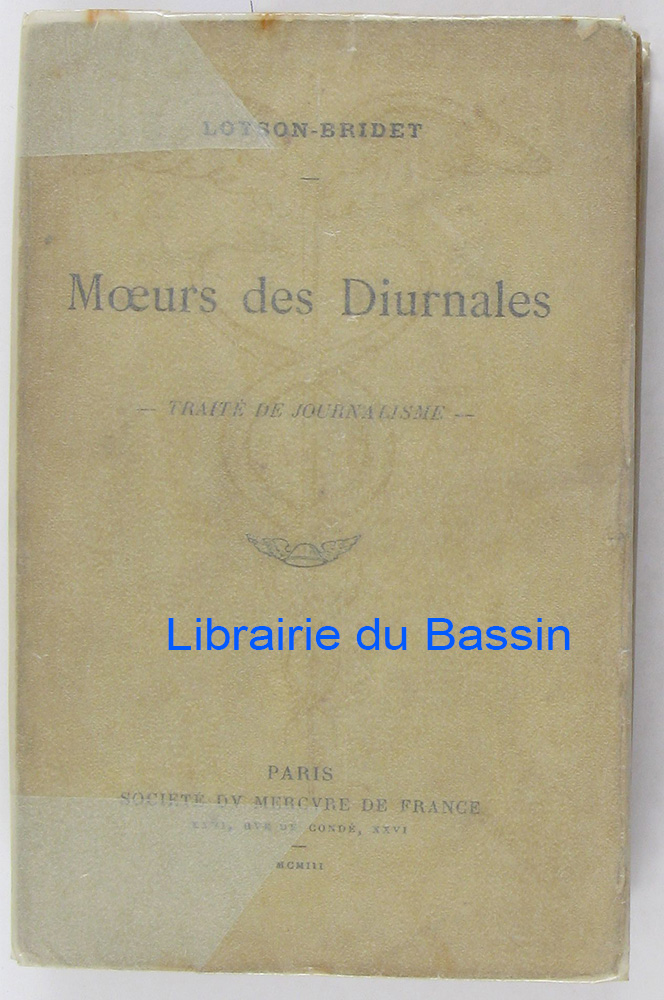 LOYSON-BRIDET
—
Mœurs des Diurnales
— TRAITÉ DE JOURNALISME —
Librairie du Bassin
PARIS
SOCIÉTÉ DV MERCVRE DE FRANCE
XXVI, RVE DE CONDÉ, XXVI
—
MCMIII